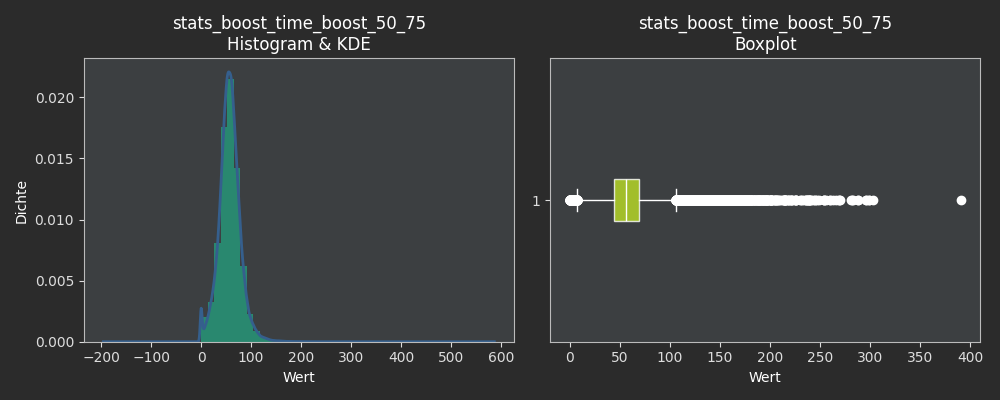 stats_boost_time_boost_50_75
Histogram & KDE
Dichte
0.020
0.015
0.010
0.005
0.000
−200 −100 0 100 200 300 400 500 600
Wert
stats_boost_time_boost_50_75
Boxplot
1
0 50 100 150 200 250 300 350 400
Wert